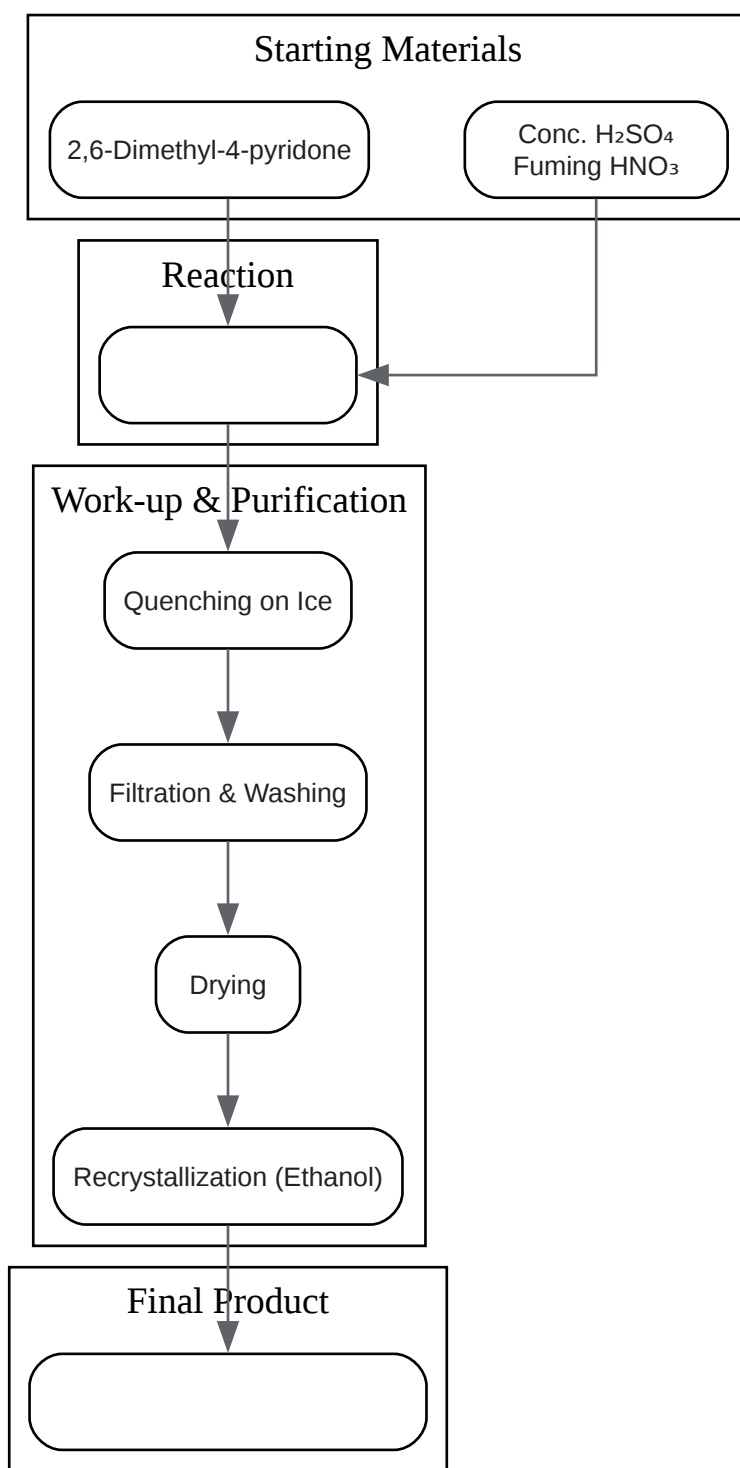 Starting Materials
2,6-Dimethyl-4-pyridone
Conc. H₂SO₄
Fuming HNO₃
Reaction
Work-up & Purification
Quenching on Ice
Filtration & Washing
Drying
Recrystallization (Ethanol)
Final Product